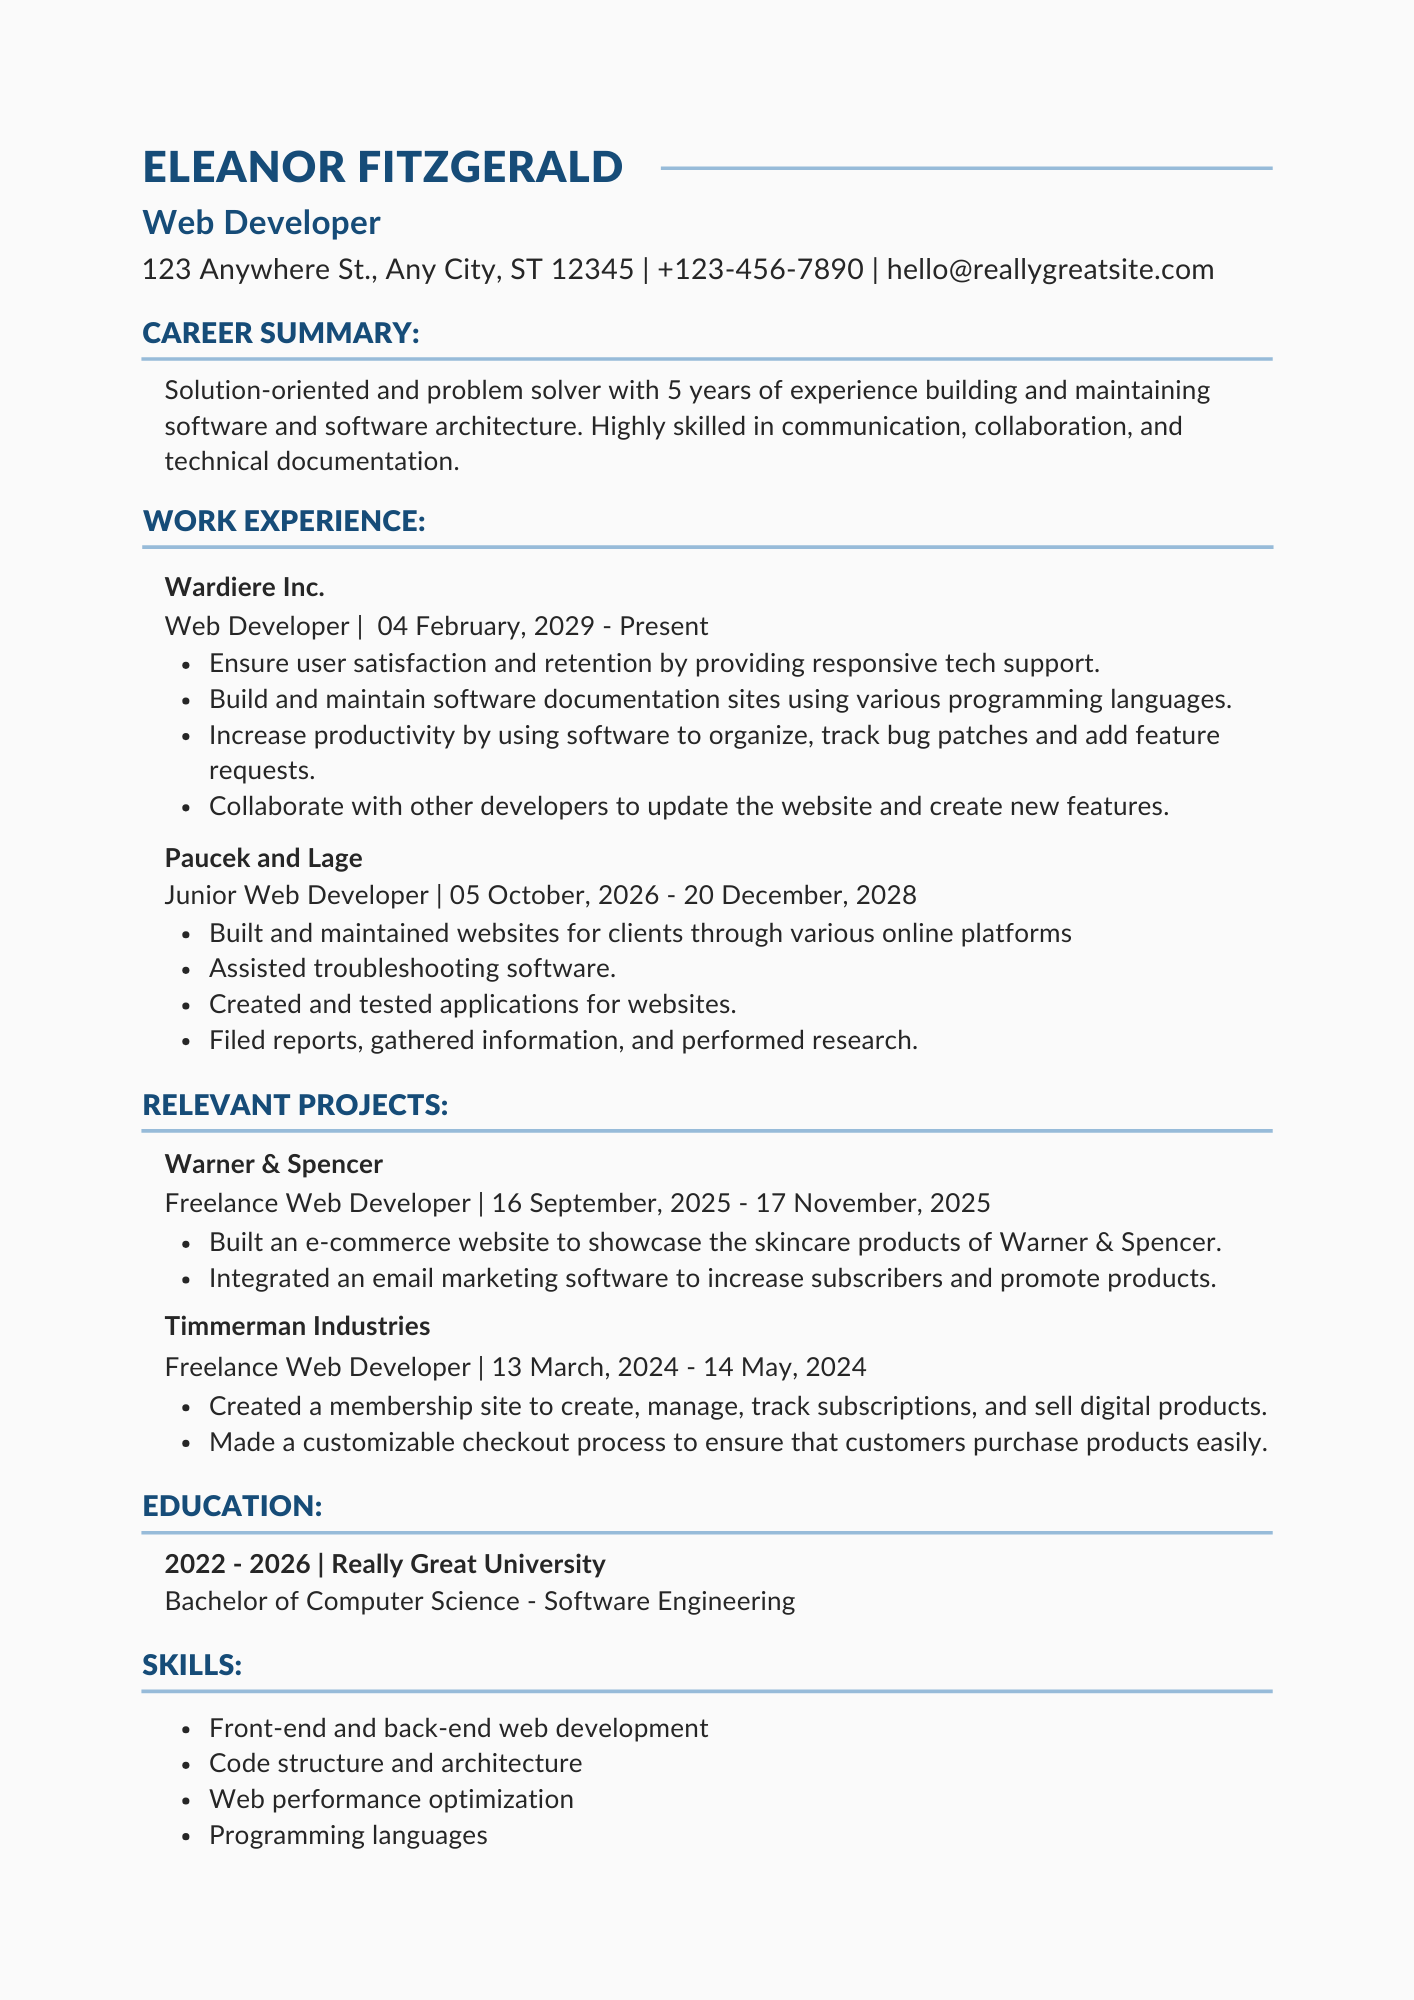 ELEANOR FITZGERALD
Web Developer
123 Anywhere St., Any City, ST 12345 | +123-456-7890 | hello@reallygreatsite.com
CAREER SUMMARY:
Solution-oriented and problem solver with 5 years of experience building and maintaining
software and software architecture. Highly skilled in communication, collaboration, and
technical documentation.
WORK EXPERIENCE:
Wardiere Inc.
Web Developer | 04 February, 2029 - Present
• Ensure user satisfaction and retention by providing responsive tech support.
• Build and maintain software documentation sites using various programming languages.
• Increase productivity by using software to organize, track bug patches and add feature
requests.
• Collaborate with other developers to update the website and create new features.
Paucek and Lage
Junior Web Developer | 05 October, 2026 - 20 December, 2028
• Built and maintained websites for clients through various online platforms
• Assisted troubleshooting software.
• Created and tested applications for websites.
• Filed reports, gathered information, and performed research.
RELEVANT PROJECTS:
Warner & Spencer
Freelance Web Developer | 16 September, 2025 - 17 November, 2025
• Built an e-commerce website to showcase the skincare products of Warner & Spencer.
• Integrated an email marketing software to increase subscribers and promote products.
Timmerman Industries
Freelance Web Developer | 13 March, 2024 - 14 May, 2024
• Created a membership site to create, manage, track subscriptions, and sell digital products.
• Made a customizable checkout process to ensure that customers purchase products easily.
EDUCATION:
2022 - 2026 | Really Great University
Bachelor of Computer Science - Software Engineering
SKILLS:
• Front-end and back-end web development
• Code structure and architecture
• Web performance optimization
• Programming languages